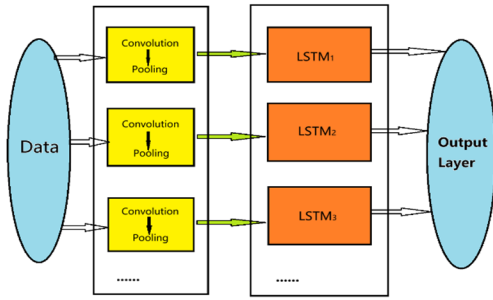 Data
Convolution
Pooling
Convolution
Pooling
Convolution
Pooling
......
LSTM₁
LSTM₂
LSTM₃
......
Output
Layer